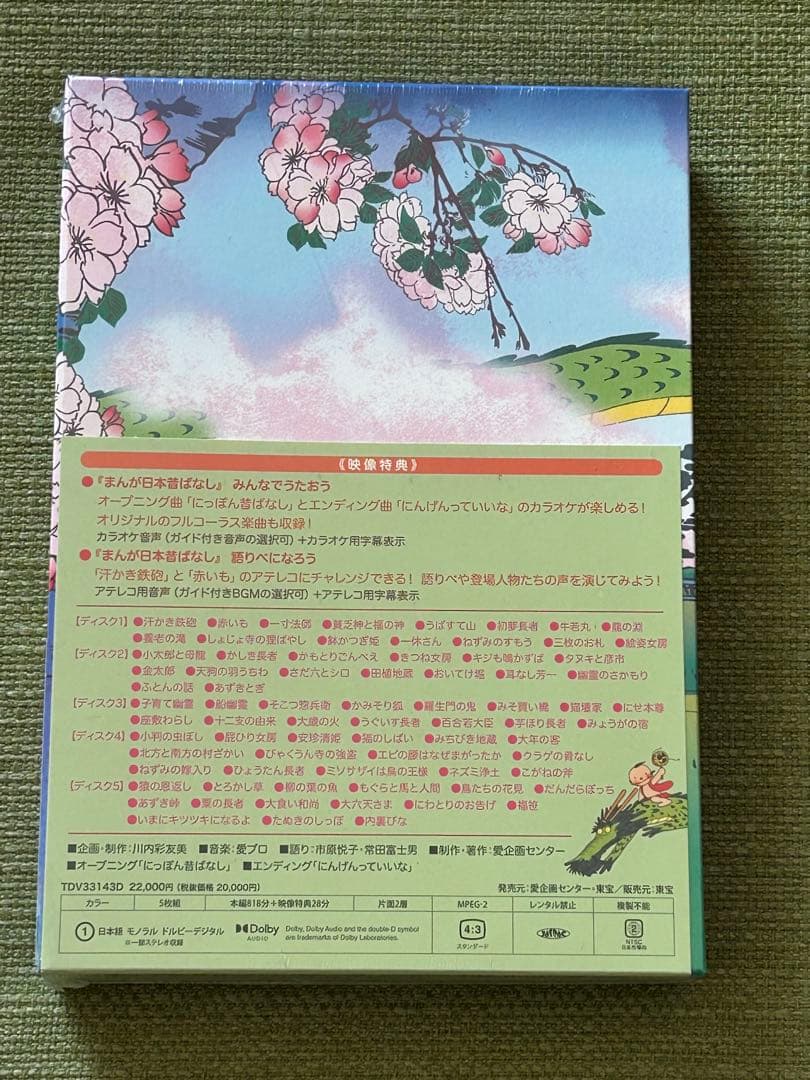 《映像特典》
●『まんが日本昔ばなし』 みんなでうたおう
オープニング曲「にっぽん昔ばなし」とエンディング曲「にんげんっていいな」のカラオケが楽しめる!
オリジナルのフルコーラス楽曲も収録!
カラオケ音声(ガイド付き音声の選択可)+カラオケ用字幕表示
●『まんが日本昔ばなし』 語りべになろう
「汗かき鉄砲」と「赤いも」のアテレコにチャレンジできる! 語りべや登場人物たちの声を演じてみよう!
アテレコ用音声(ガイド付きBGMの選択可)+アテレコ用字幕表示
【ディスク1】●汗かき鉄砲 ●赤いも ●一寸法師 ●貧乏神と福の神 ●うばすて山 ●初夢長者 ●牛若丸 ●龍の淵
●養老の滝 ●しょじょ寺の狸ばやし ●鉢かつぎ姫 ●一休さん ●ねずみのすもう ●三枚のお札 ●絵姿女房
【ディスク2】●小太郎と母龍 ●かしき長者 ●かもとりごんべえ ●きつね女房 ●キジも鳴かずば ●タヌキと彦市
●金太郎 ●天狗の羽うちわ ●さだ六とシロ ●田植地蔵 ●おいてけ堀 ●耳なし芳一 ●幽霊のさかもり
●ふとんの話 ●あずきとぎ
【ディスク3】●子育て幽霊 ●船幽霊 ●そこつ惣兵衛 ●かみそり狐 ●羅生門の鬼 ●みそ買い橋 ●猫壇家 ●にせ本尊
●座敷わらし ●十二支の由来 ●大歳の火 ●うぐいす長者 ●百合若大臣 ●芋ほり長者 ●みょうがの宿
【ディスク4】●小判の虫ぼし ●屁ひり女房 ●安珍清姫 ●猫のしばい ●みちびき地蔵 ●大年の客
●北方と南方の村ざかい ●びゃくうん寺の強盗 ●エビの腰はなぜまがったか ●クラゲの骨なし
●ねずみの嫁入り ●ひょうたん長者 ●ミソサザイは鳥の王様 ●ネズミ浄土 ●こがねの斧
【ディスク5】●猿の恩返し ●とろかし草 ●柳の葉の魚 ●もぐらと馬と人間 ●鳥たちの花見 ●だんだらぼっち
●あずき峠 ●粟の長者 ●大食い和尚 ●大六天さま ●にわとりのお告げ ●楊笛
●いまにキツツキになるよ ●たぬきのしっぽ ●内裏びな
■企画・制作:川内彩友美 ■音楽:愛プロ ■語り:市原悦子・常田富士男 ■制作・著作:愛企画センター
■オープニング「にっぽん昔ばなし」 ■エンディング「にんげんっていいな」
TDV33143D 22,000円(税抜価格 20,000円) 発売元:愛企画センター・東宝/販売元:東宝
カラー 5枚組 本編818分+映像特典28分 片面2層 MPEG-2 レンタル禁止 複製不能
1 日本語 モノラル ドルビーデジタル
※一部ステレオ収録
Dolby AUDIO
Dolby, Dolby Audio and the double-D symbol
are trademarks of Dolby Laboratories.
4:3
スタンダード
2
NTSC
日本市場向